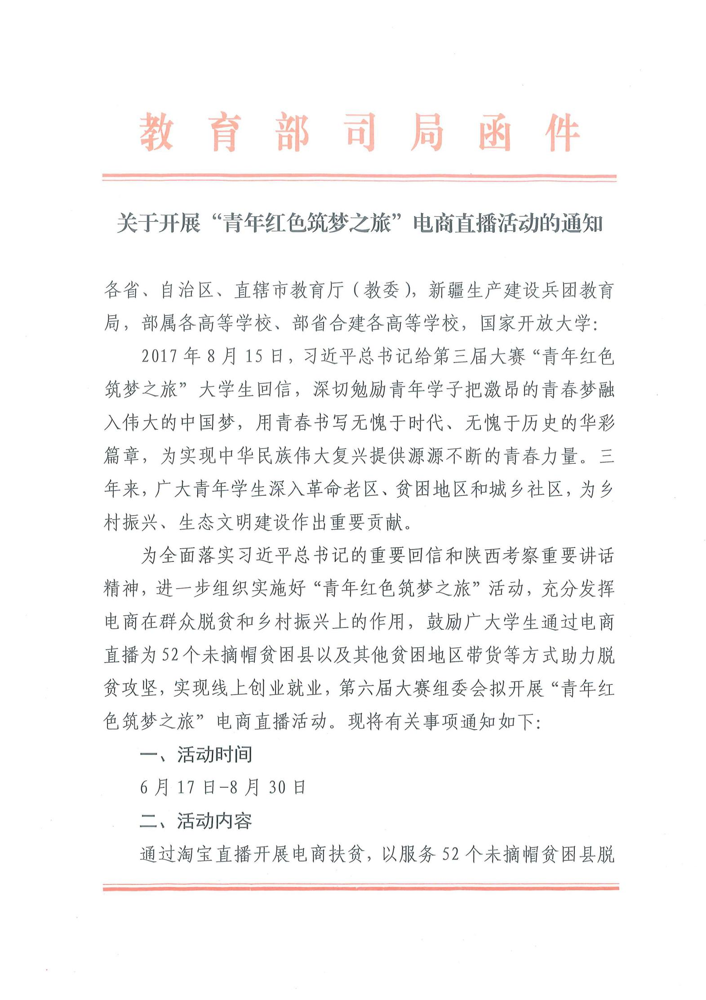 教育部司局函件
关于开展“青年红色筑梦之旅”电商直播活动的通知
各省、自治区、直辖市教育厅（教委），新疆生产建设兵团教育
局，部属各高等学校、部省合建各高等学校，国家开放大学：
2017年8月15日，习近平总书记给第三届大赛“青年红色
筑梦之旅”大学生回信，深切勉励青年学子把激昂的青春梦融
入伟大的中国梦，用青春书写无愧于时代、无愧于历史的华彩
篇章，为实现中华民族伟大复兴提供源源不断的青春力量。三
年来，广大青年学生深入革命老区、贫困地区和城乡社区，为乡
村振兴、生态文明建设作出重要贡献。
为全面落实习近平总书记的重要回信和陕西考察重要讲话
精神，进一步组织实施好“青年红色筑梦之旅”活动，充分发挥
电商在群众脱贫和乡村振兴上的作用，鼓励广大学生通过电商
直播为52个未摘帽贫困县以及其他贫困地区带货等方式助力脱
贫攻坚，实现线上创业就业，第六届大赛组委会拟开展“青年红
色筑梦之旅”电商直播活动。现将有关事项通知如下：
一、活动时间
6月17日-8月30日
二、活动内容
通过淘宝直播开展电商扶贫，以服务52个未摘帽贫困县脱